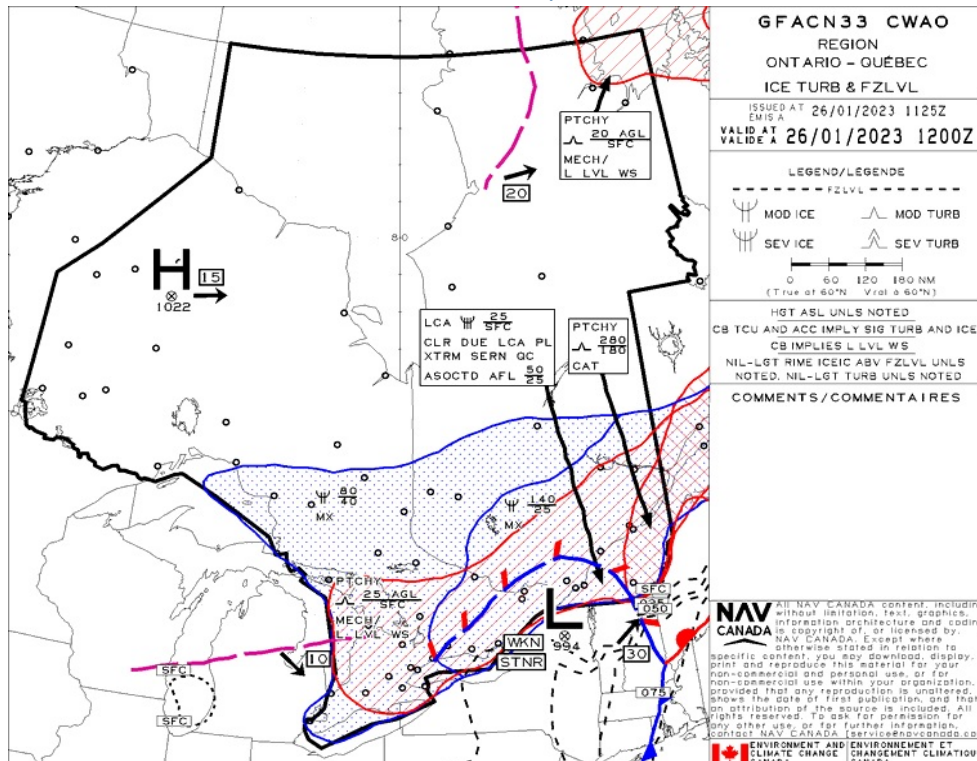 GFACN33 CWAO
REGION
ONTARIO - QUÉBEC
ICE TURB & FZLVL
ISSUED AT
ÉMIS À
26/01/2023 1125Z
VALID AT
VALIDE À
26/01/2023 1200Z
LEGEND/LÉGENDE
FZLVL
MOD ICE
MOD TURB
SEV ICE
SEV TURB
0 60 120 180 NM
(True at 60°N Vrai à 60°N)
HGT ASL UNLS NOTED
CB TCU AND ACC IMPLY SIG TURB AND ICE
CB IMPLIES L LVL WS
NIL-LGT RIME ICEIC ABV FZLVL UNLS
NOTED. NIL-LGT TURB UNLS NOTED
COMMENTS/COMMENTAIRES
PTCHY
20 AGL
SFC
MECH/
L LVL WS
20
80
H
15
1022
LCA 25
SFC
CLR DUE LCA PL
XTRM SERN QC
ASOCTD AFL 50
25
PTCHY
280
180
CAT
80
40
MX
140
25
MX
PTCHY
25 AGL
SFC
MECH/
L LVL WS
SFC
050
L
994
WKN
STNR
30
10
SFC
SFC
075
NAV
CANADA
All NAV CANADA content, including
without limitation, text, graphics,
information architecture and coding
is copyright of, or licensed by,
NAV CANADA. Except where
otherwise stated in relation to
specific content, you may download, display,
print and reproduce this material for your
non-commercial and personal use, or for
non-commercial use within your organization,
provided that any reproduction is unaltered,
shows the date of first publication, and that
an attribution of the source is included. All
rights reserved. To ask for permission for
any other use, or for further information,
contact NAV CANADA [service@navcanada.ca
ENVIRONMENT AND
CLIMATE CHANGE
ENVIRONNEMENT ET
CHANGEMENT CLIMATIQUE